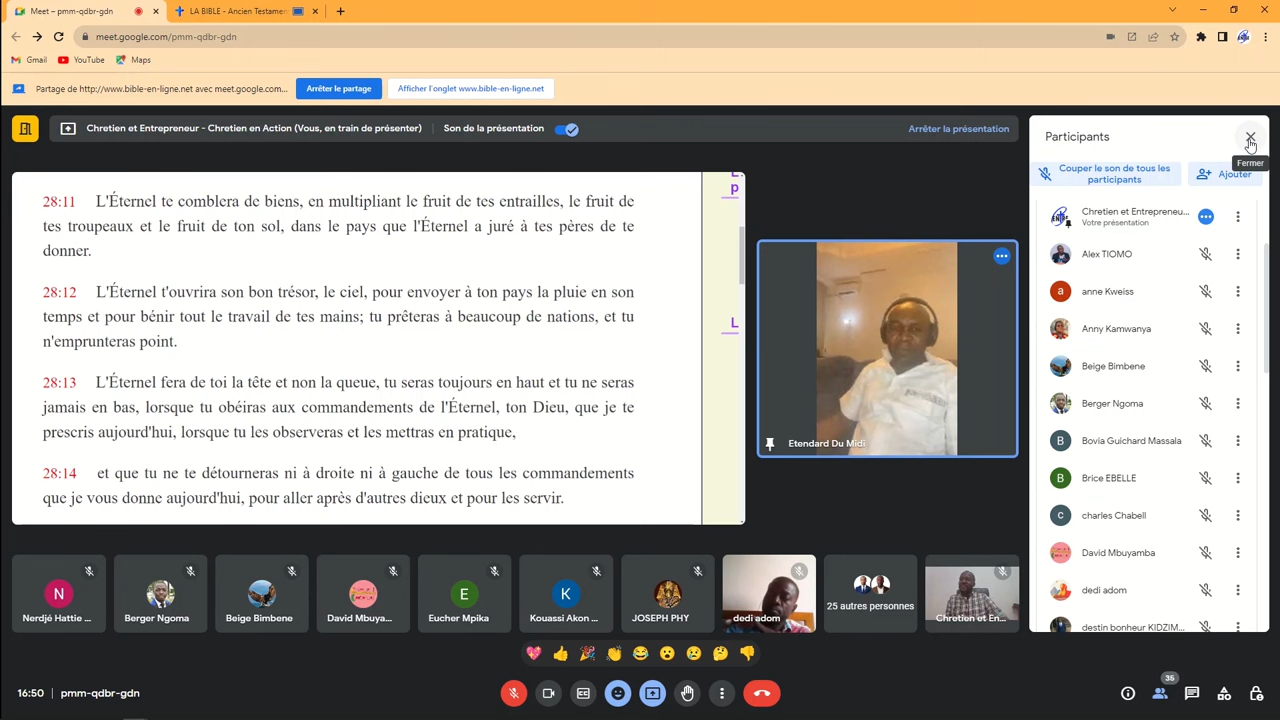 Meet – pmm-qdbr-gdn
LA BIBLE - Ancien Testamen
meet.google.com/pmm-qdbr-gdn
Gmail
YouTube
Maps
Partage de http://www.bible-en-ligne.net avec meet.google.com...
Arrêter le partage
Afficher l'onglet www.bible-en-ligne.net
Chretien et Entrepreneur - Chretien en Action (Vous, en train de présenter)
Son de la présentation
Arrêter la présentation
28:11 L'Éternel te comblera de biens, en multipliant le fruit de tes entrailles, le fruit de
tes troupeaux et le fruit de ton sol, dans le pays que l'Éternel a juré à tes pères de te
donner.
28:12 L'Éternel t'ouvrira son bon trésor, le ciel, pour envoyer à ton pays la pluie en son
temps et pour bénir tout le travail de tes mains; tu prêteras à beaucoup de nations, et tu
n'emprunteras point.
28:13 L'Éternel fera de toi la tête et non la queue, tu seras toujours en haut et tu ne seras
jamais en bas, lorsque tu obéiras aux commandements de l'Éternel, ton Dieu, que je te
prescris aujourd'hui, lorsque tu les observeras et les mettras en pratique,
28:14 et que tu ne te détourneras ni à droite ni à gauche de tous les commandements
que je vous donne aujourd'hui, pour aller après d'autres dieux et pour les servir.
p
L
Etendard Du Midi
Participants
Fermer
Couper le son de tous les
participants
Ajouter
Chretien et Entrepreneu...
Votre présentation
Alex TIOMO
a
anne Kweiss
Anny Kamwanya
Beige Bimbene
Berger Ngoma
B
Bovia Guichard Massala
B
Brice EBELLE
c
charles Chabell
David Mbuyamba
dedi adom
destin bonheur KIDZIM...
N
Nerdjé Hattie ...
Berger Ngoma
Beige Bimbene
David Mbuya...
E
Eucher Mpika
K
Kouassi Akon ...
JOSEPH PHY
dedi adom
25 autres personnes
Chretien et En...
16:50
pmm-qdbr-gdn
35